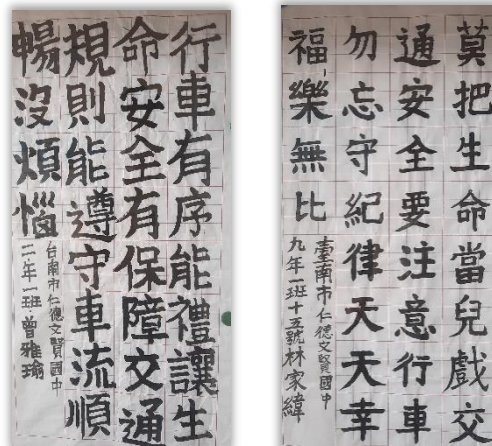 行車有序能禮讓生
命安全有保障交通
規則能遵守車流順
暢沒煩惱
台南市仁德文賢國中
二年一班曾雅瑜
莫把生命當兒戲交
通安全要注意行車
勿忘守紀律天天幸
福樂無比
臺南市仁德文賢國中
九年一班十五號林家緯